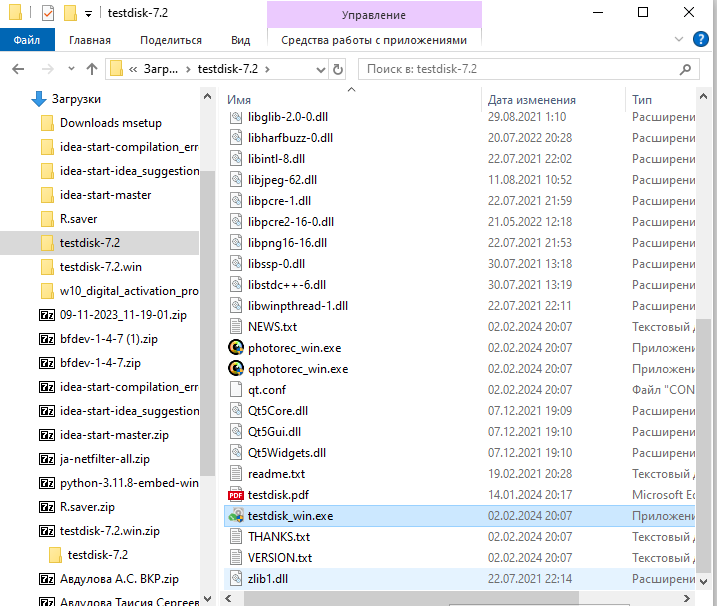 testdisk-7.2
Управление
Файл Главная Поделиться Вид Средства работы с приложениями
« Загр... › testdisk-7.2 › Поиск в: testdisk-7.2
Загрузки
Downloads msetup
idea-start-compilation_err
idea-start-idea_suggestion
idea-start-master
R.saver
testdisk-7.2
testdisk-7.2.win
w10_digital_activation_pro
09-11-2023_11-19-01.zip
bfdev-1-4-7 (1).zip
bfdev-1-4-7.zip
idea-start-compilation_err
idea-start-idea_suggestion
idea-start-master.zip
ja-netfilter-all.zip
python-3.11.8-embed-win
R.saver.zip
testdisk-7.2.win.zip
testdisk-7.2
Авдулова А.С. ВКР.zip
Авдулова Таисия Сергеев
Имя Дата изменения Тип
libglib-2.0-0.dll 29.08.2021 1:10 Расширени
libharfbuzz-0.dll 20.07.2022 20:28 Расширени
libintl-8.dll 22.07.2021 22:02 Расширени
libjpeg-62.dll 11.08.2021 10:52 Расширени
libpcre-1.dll 22.07.2021 21:59 Расширени
libpcre2-16-0.dll 21.05.2022 12:18 Расширени
libpng16-16.dll 22.07.2021 21:53 Расширени
libssp-0.dll 30.07.2021 13:18 Расширени
libstdc++-6.dll 30.07.2021 13:19 Расширени
libwinpthread-1.dll 22.07.2021 22:11 Расширени
NEWS.txt 02.02.2024 20:07 Текстовый д
photorec_win.exe 02.02.2024 20:07 Приложени
qphotorec_win.exe 02.02.2024 20:07 Приложени
qt.conf 02.02.2024 20:07 Файл "CON
Qt5Core.dll 07.12.2021 19:09 Расширени
Qt5Gui.dll 07.12.2021 19:10 Расширени
Qt5Widgets.dll 07.12.2021 19:10 Расширени
readme.txt 19.02.2021 20:28 Текстовый д
PDF testdisk.pdf 14.01.2024 20:17 Microsoft Ed
testdisk_win.exe 02.02.2024 20:07 Приложени
THANKS.txt 02.02.2024 20:07 Текстовый д
VERSION.txt 02.02.2024 20:07 Текстовый д
zlib1.dll 22.07.2021 22:14 Расширени